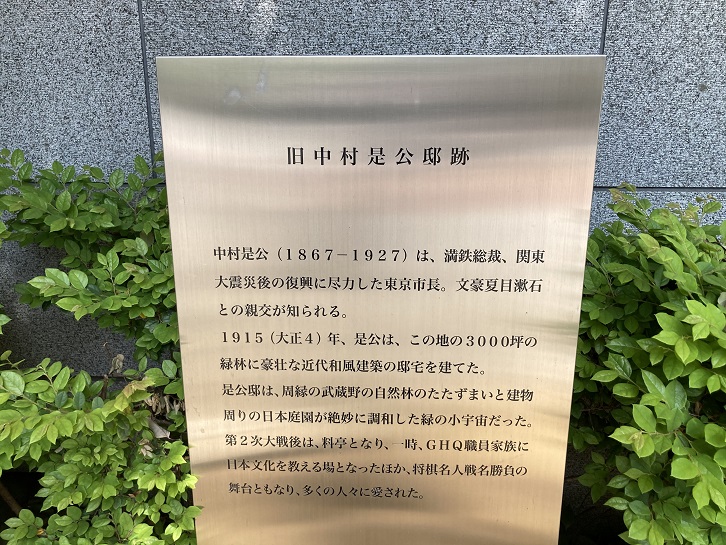 旧中村是公邸跡
中村是公（1867－1927）は、満鉄総裁、関東
大震災後の復興に尽力した東京市長。文豪夏目漱石
との親交が知られる。
1915（大正4）年、是公は、この地の3000坪の
緑林に豪壮な近代和風建築の邸宅を建てた。
是公邸は、周縁の武蔵野の自然林のたたずまいと建物
周りの日本庭園が絶妙に調和した緑の小宇宙だった。
第2次大戦後は、料亭となり、一時、GHQ職員家族に
日本文化を教える場となったほか、将棋名人戦名勝負の
舞台ともなり、多くの人々に愛された。